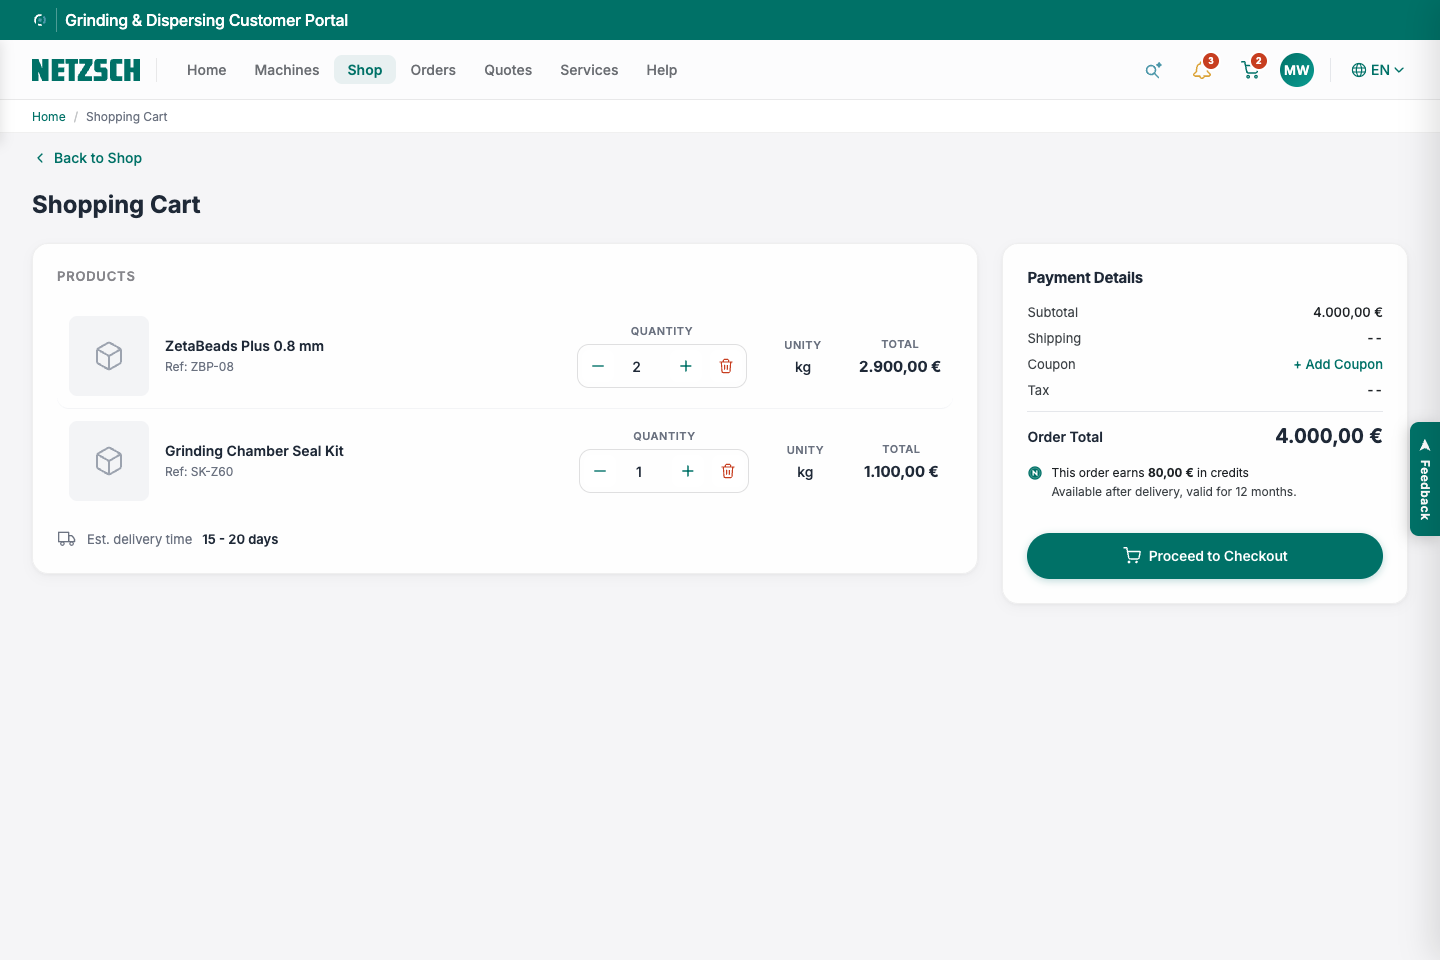 Grinding & Dispersing Customer Portal
NETZSCH
Home
Machines
Shop
Orders
Quotes
Services
Help
3
2
MW
EN
Home / Shopping Cart
Back to Shop
Shopping Cart
PRODUCTS
ZetaBeads Plus 0.8 mm
Ref: ZBP-08
QUANTITY
2
UNITY
kg
TOTAL
2.900,00 €
Grinding Chamber Seal Kit
Ref: SK-Z60
QUANTITY
1
UNITY
kg
TOTAL
1.100,00 €
Est. delivery time 15 - 20 days
Payment Details
Subtotal 4.000,00 €
Shipping --
Coupon + Add Coupon
Tax --
Order Total 4.000,00 €
N
This order earns 80,00 € in credits
Available after delivery, valid for 12 months.
Proceed to Checkout
Feedback